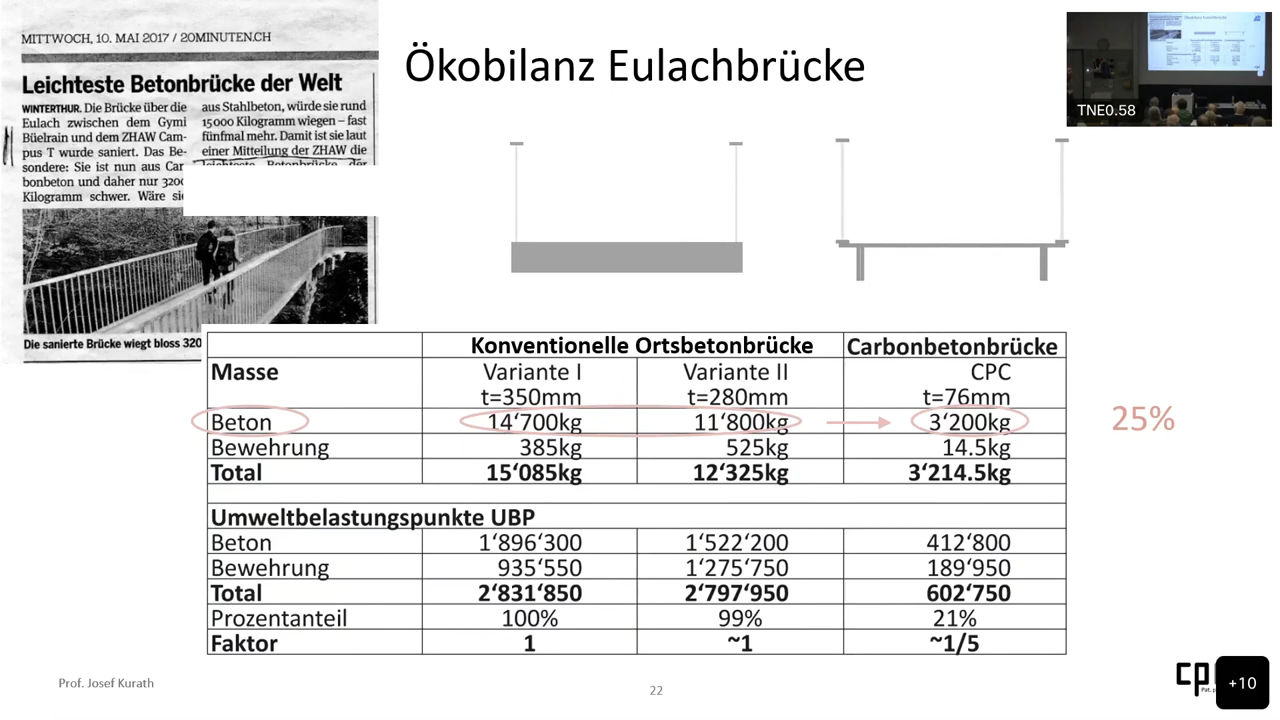 MITTWOCH, 10. MAI 2017 / 20MINUTEN.CH
Leichteste Betonbrücke der Welt
WINTERTHUR. Die Brücke über die
Eulach zwischen dem Gymi
Büelrain und dem ZHAW Cam-
pus T wurde saniert. Das Be-
sondere: Sie ist nun aus Car-
bonbeton und daher nur 3200
Kilogramm schwer. Wäre sie
aus Stahlbeton, würde sie rund
15000 Kilogramm wiegen – fast
fünfmal mehr. Damit ist sie laut
einer Mitteilung der ZHAW die
leichteste Betonbrücke der
Die sanierte Brücke wiegt bloss 320
Ökobilanz Eulachbrücke
TNE0.58
Konventionelle Ortsbetonbrücke Carbonbetonbrücke
Masse Variante I Variante II CPC
t=350mm t=280mm t=76mm
Beton 14‘700kg 11‘800kg 3‘200kg 25%
Bewehrung 385kg 525kg 14.5kg
Total 15‘085kg 12‘325kg 3‘214.5kg
Umweltbelastungspunkte UBP
Beton 1‘896‘300 1‘522‘200 412‘800
Bewehrung 935‘550 1‘275‘750 189‘950
Total 2‘831‘850 2‘797‘950 602‘750
Prozentanteil 100% 99% 21%
Faktor 1 ~1 ~1/5
Prof. Josef Kurath
22
cp
Pat. p
+10